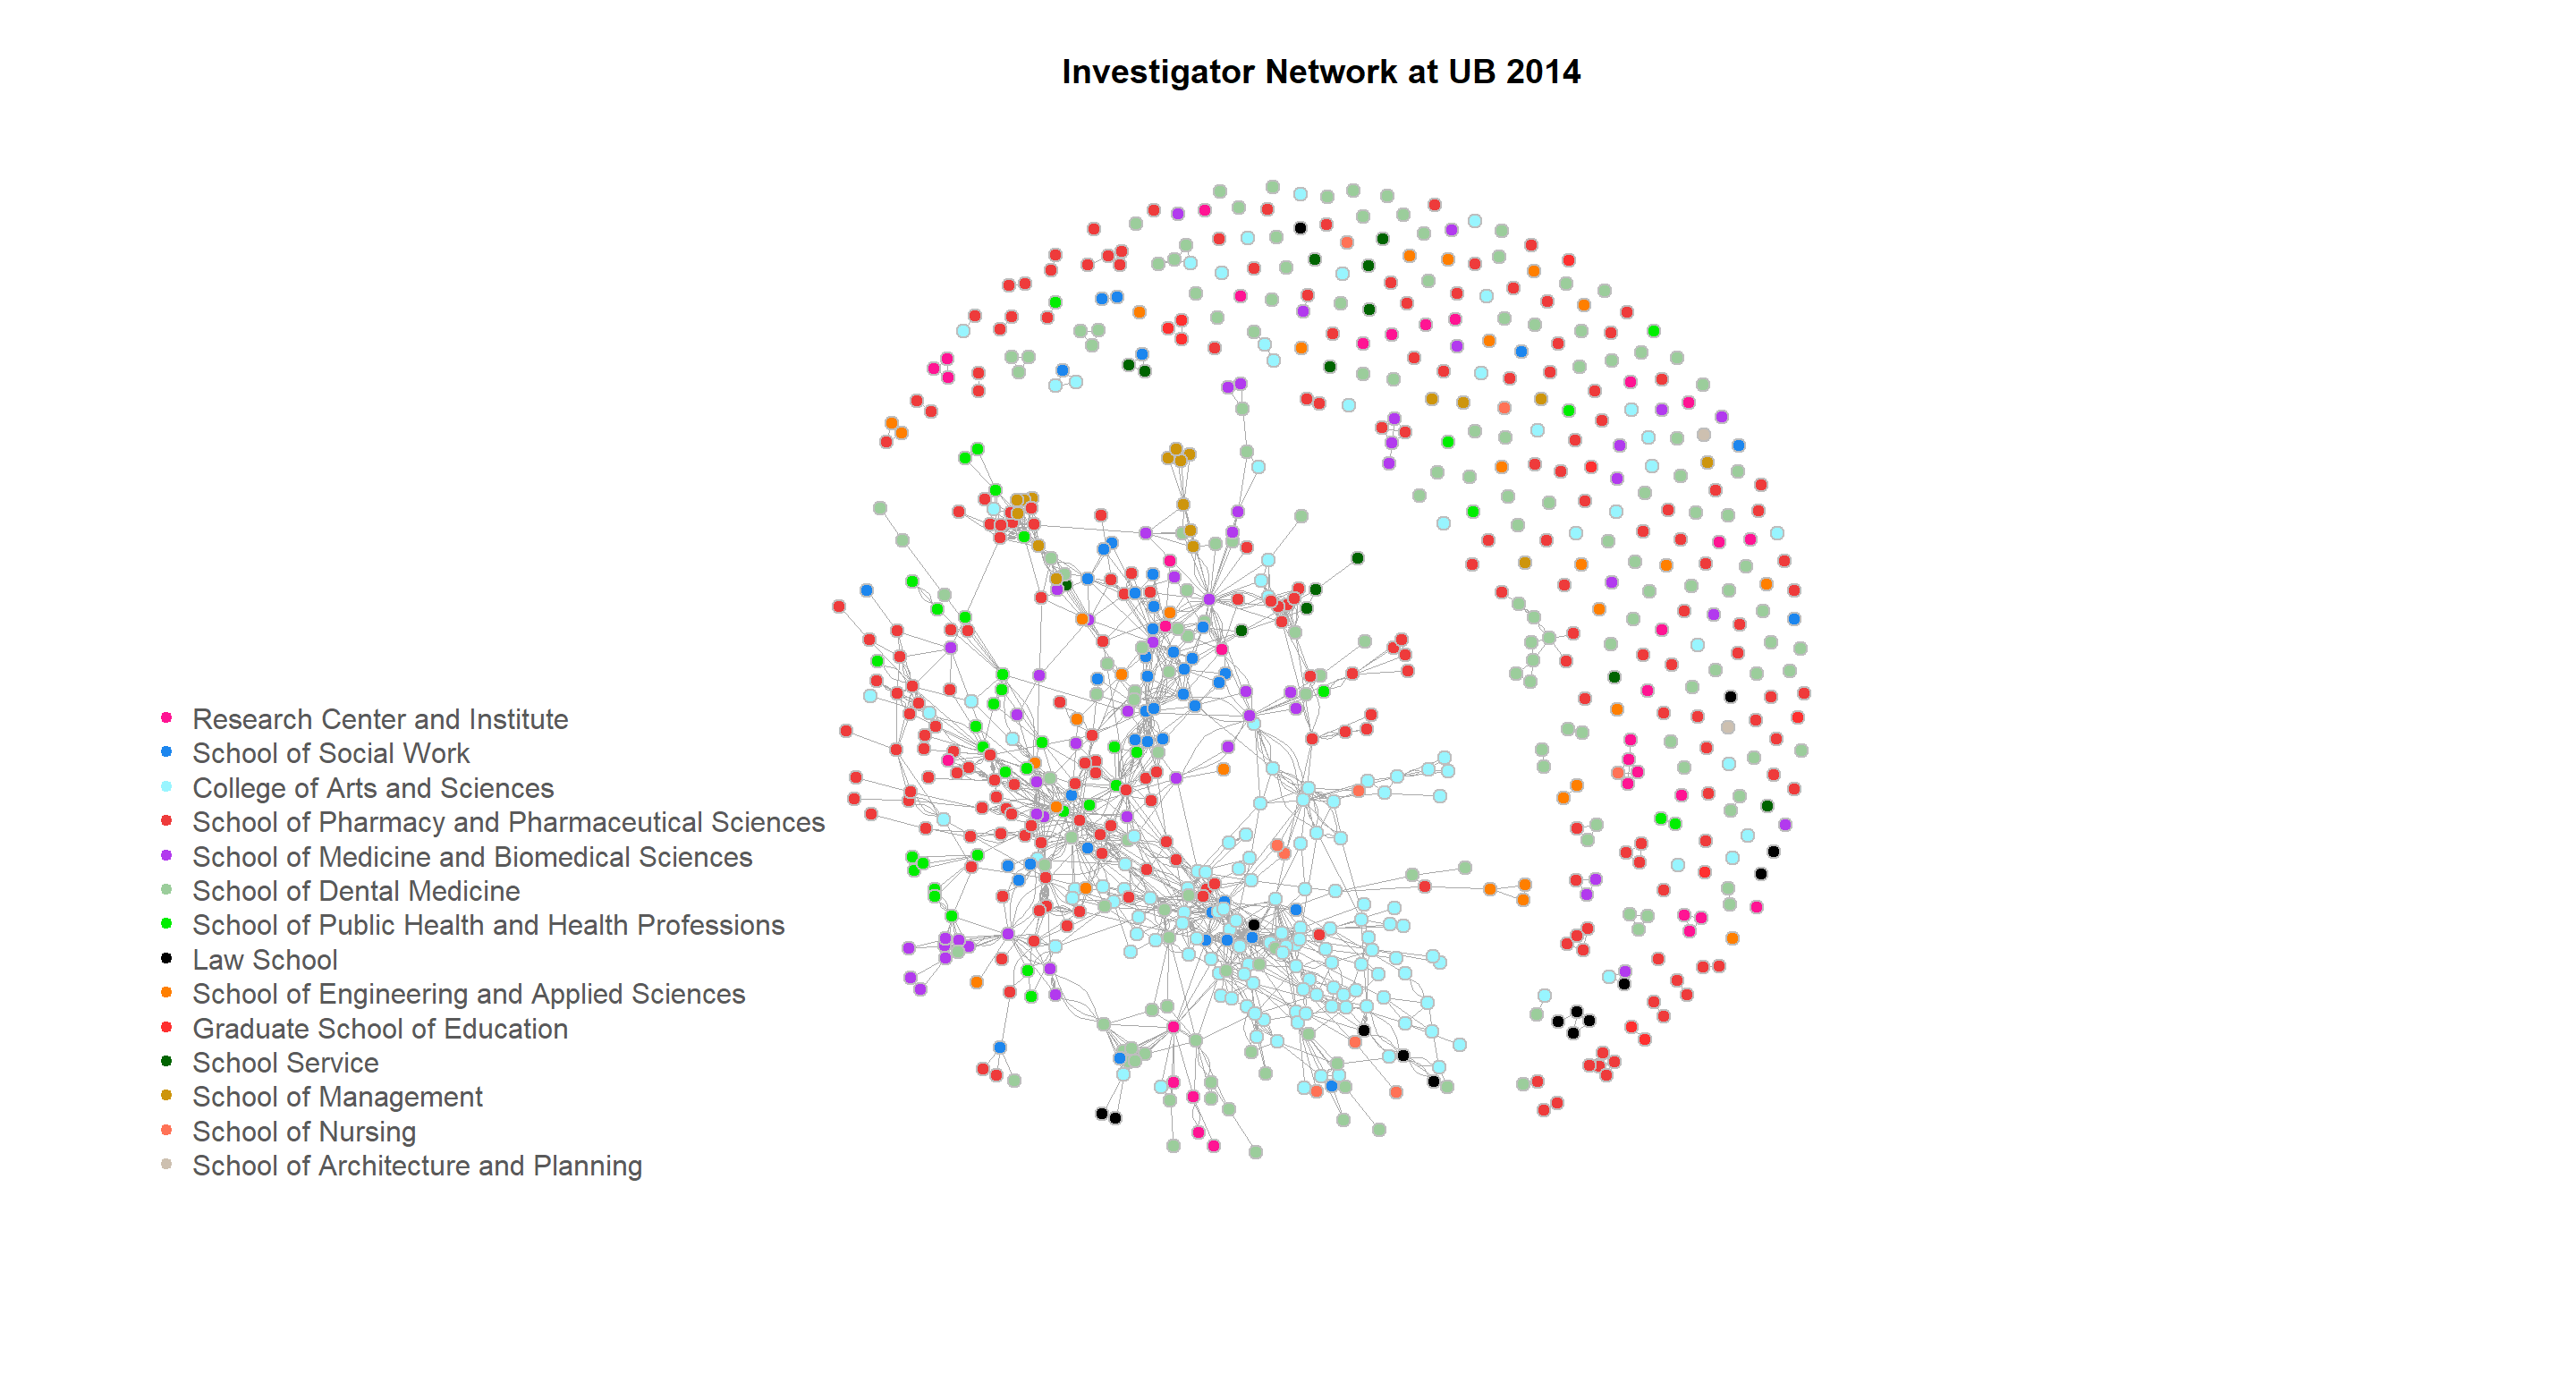 Investigator Network at UB 2014
Research Center and Institute
School of Social Work
College of Arts and Sciences
School of Pharmacy and Pharmaceutical Sciences
School of Medicine and Biomedical Sciences
School of Dental Medicine
School of Public Health and Health Professions
Law School
School of Engineering and Applied Sciences
Graduate School of Education
School Service
School of Management
School of Nursing
School of Architecture and Planning